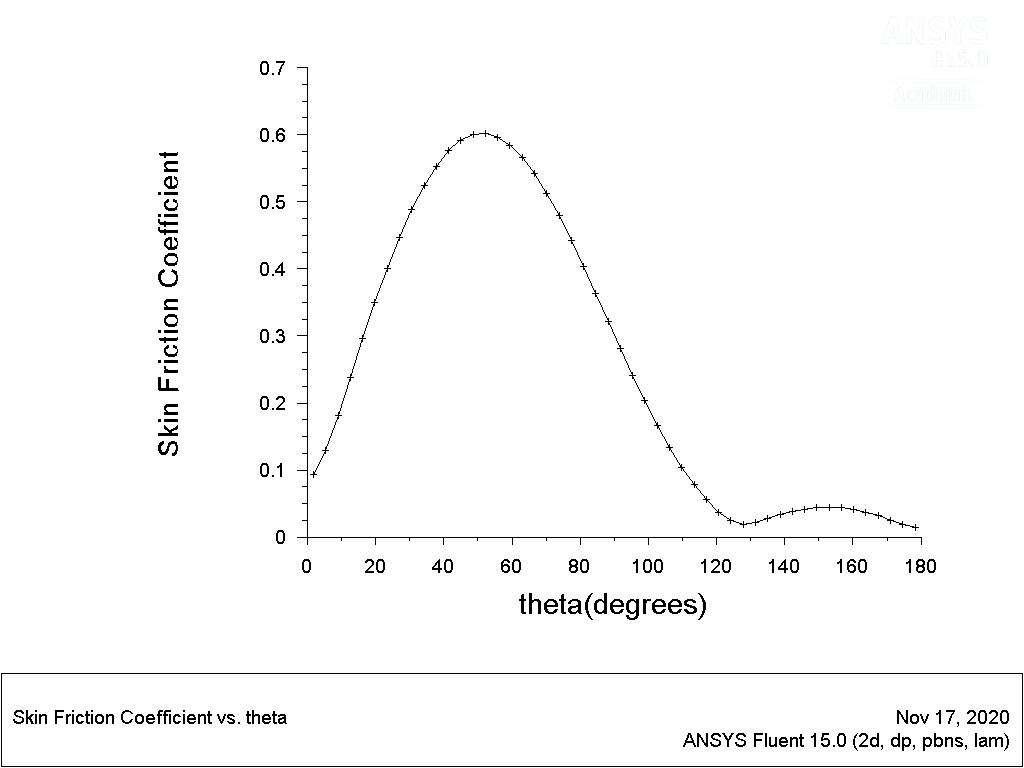 ANSYS
R15.0
Academic
0.7
0.6
0.5
0.4
0.3
0.2
0.1
0
Skin Friction Coefficient
0 20 40 60 80 100 120 140 160 180
theta(degrees)
Skin Friction Coefficient vs. theta
Nov 17, 2020
ANSYS Fluent 15.0 (2d, dp, pbns, lam)